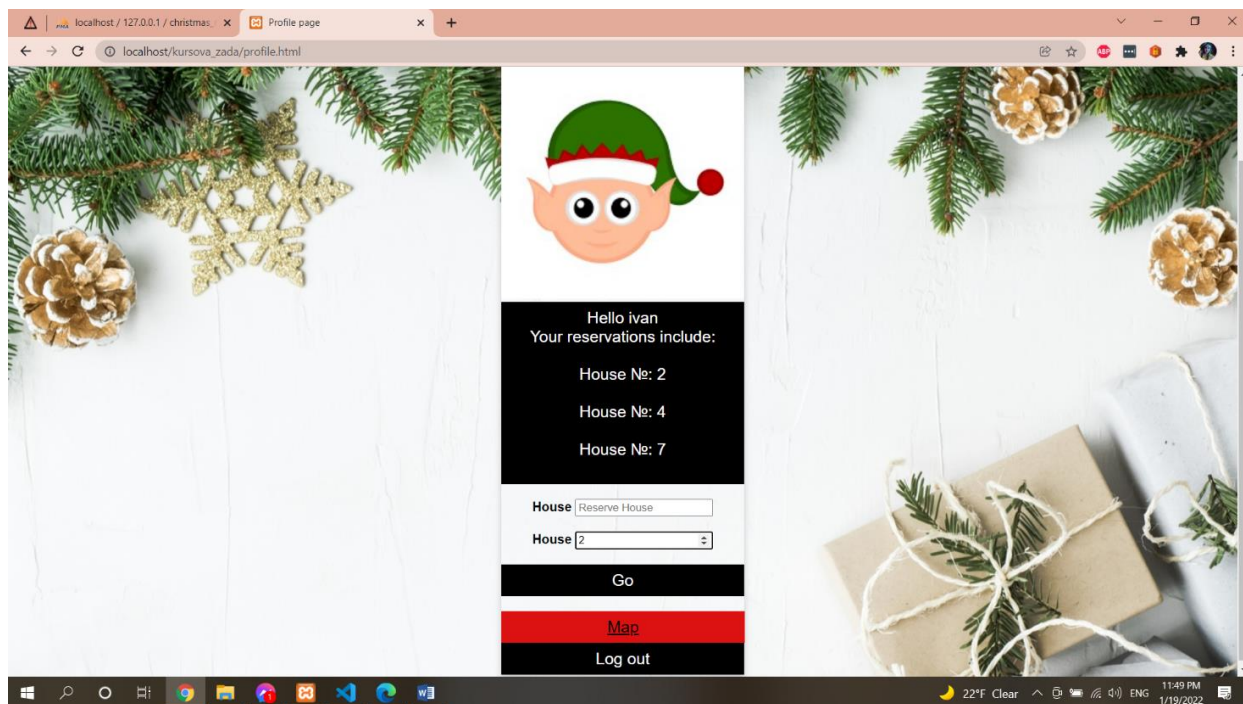 localhost / 127.0.0.1 / christmas_
Profile page
localhost/kursova_zada/profile.html
ABP
Hello ivan
Your reservations include:
House №: 2
House №: 4
House №: 7
House Reserve House
House 2
Go
Map
Log out
22°F Clear
ENG
11:49 PM
1/19/2022